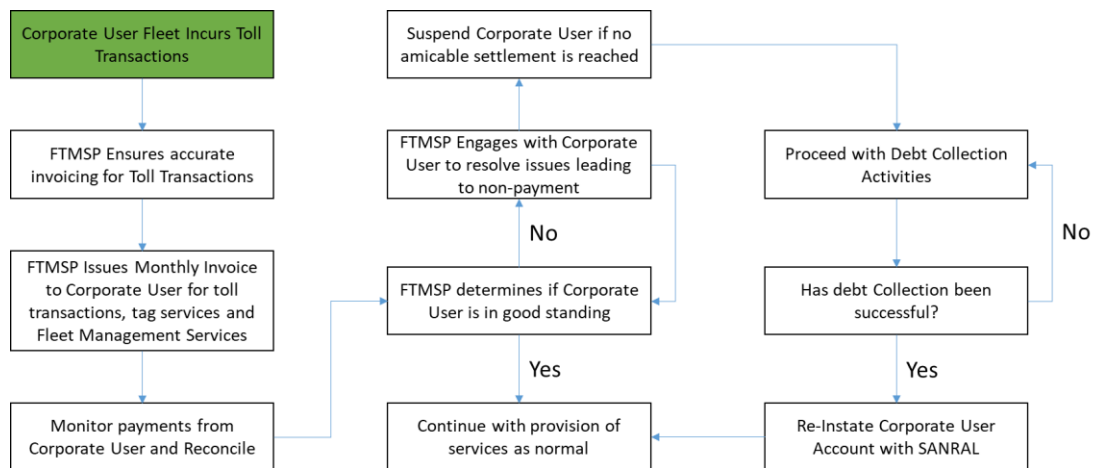 Corporate User Fleet Incurs Toll
Transactions
FTMSP Ensures accurate
invoicing for Toll Transactions
FTMSP Issues Monthly Invoice
to Corporate User for toll
transactions, tag services and
Fleet Management Services
Monitor payments from
Corporate User and Reconcile
Suspend Corporate User if no
amicable settlement is reached
FTMSP Engages with Corporate
User to resolve issues leading
to non-payment
No
FTMSP determines if Corporate
User is in good standing
Yes
Continue with provision of
services as normal
Proceed with Debt Collection
Activities
No
Has debt Collection been
successful?
Yes
Re-Instate Corporate User
Account with SANRAL